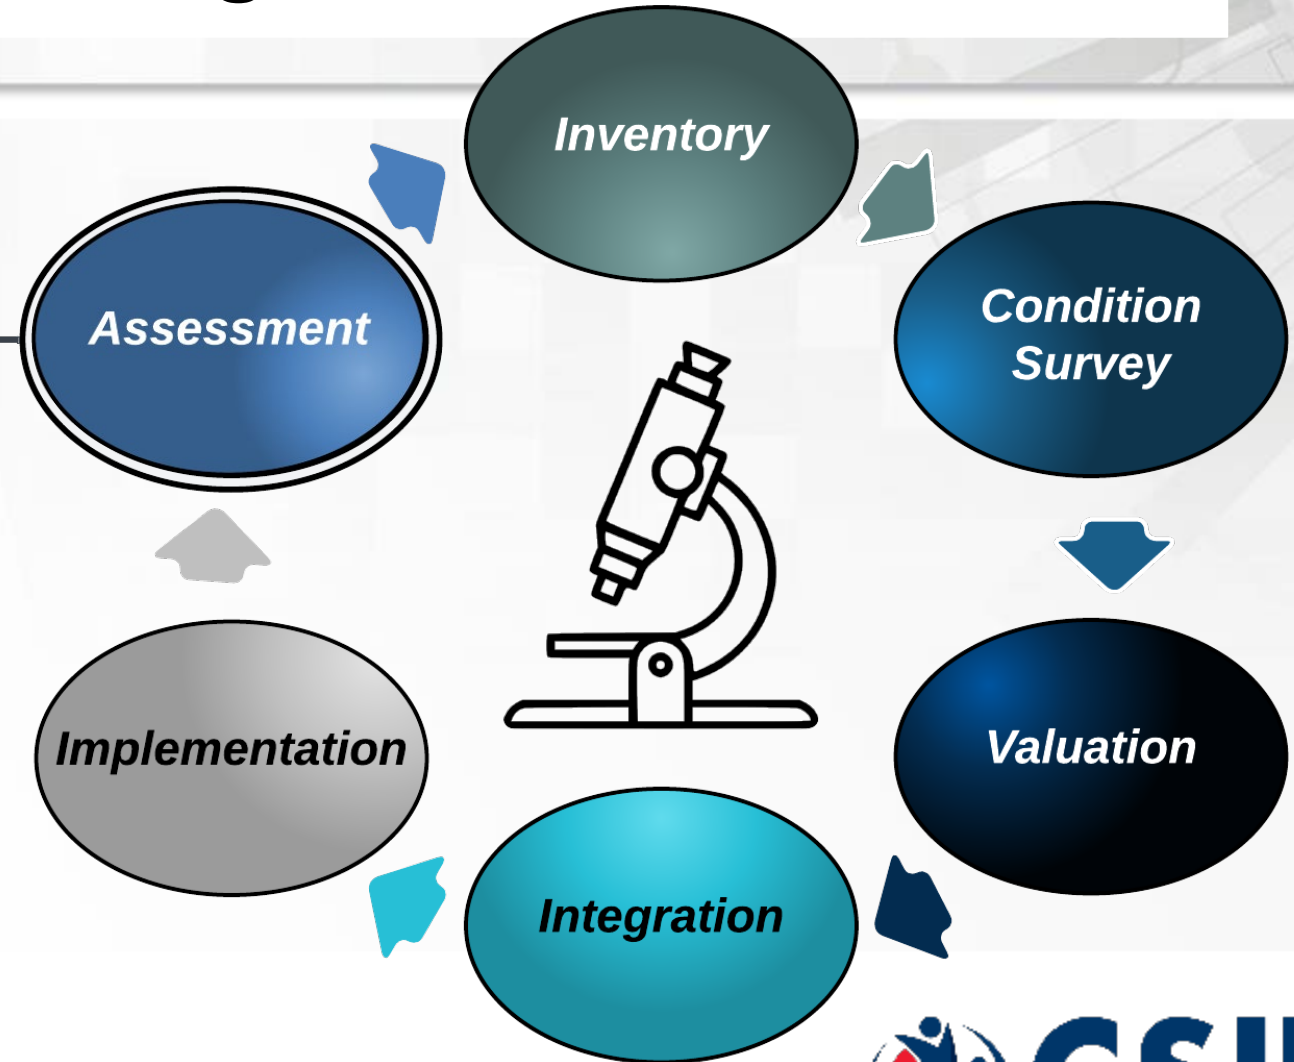 Inventory
Condition
Survey
Valuation
Integration
Implementation
Assessment